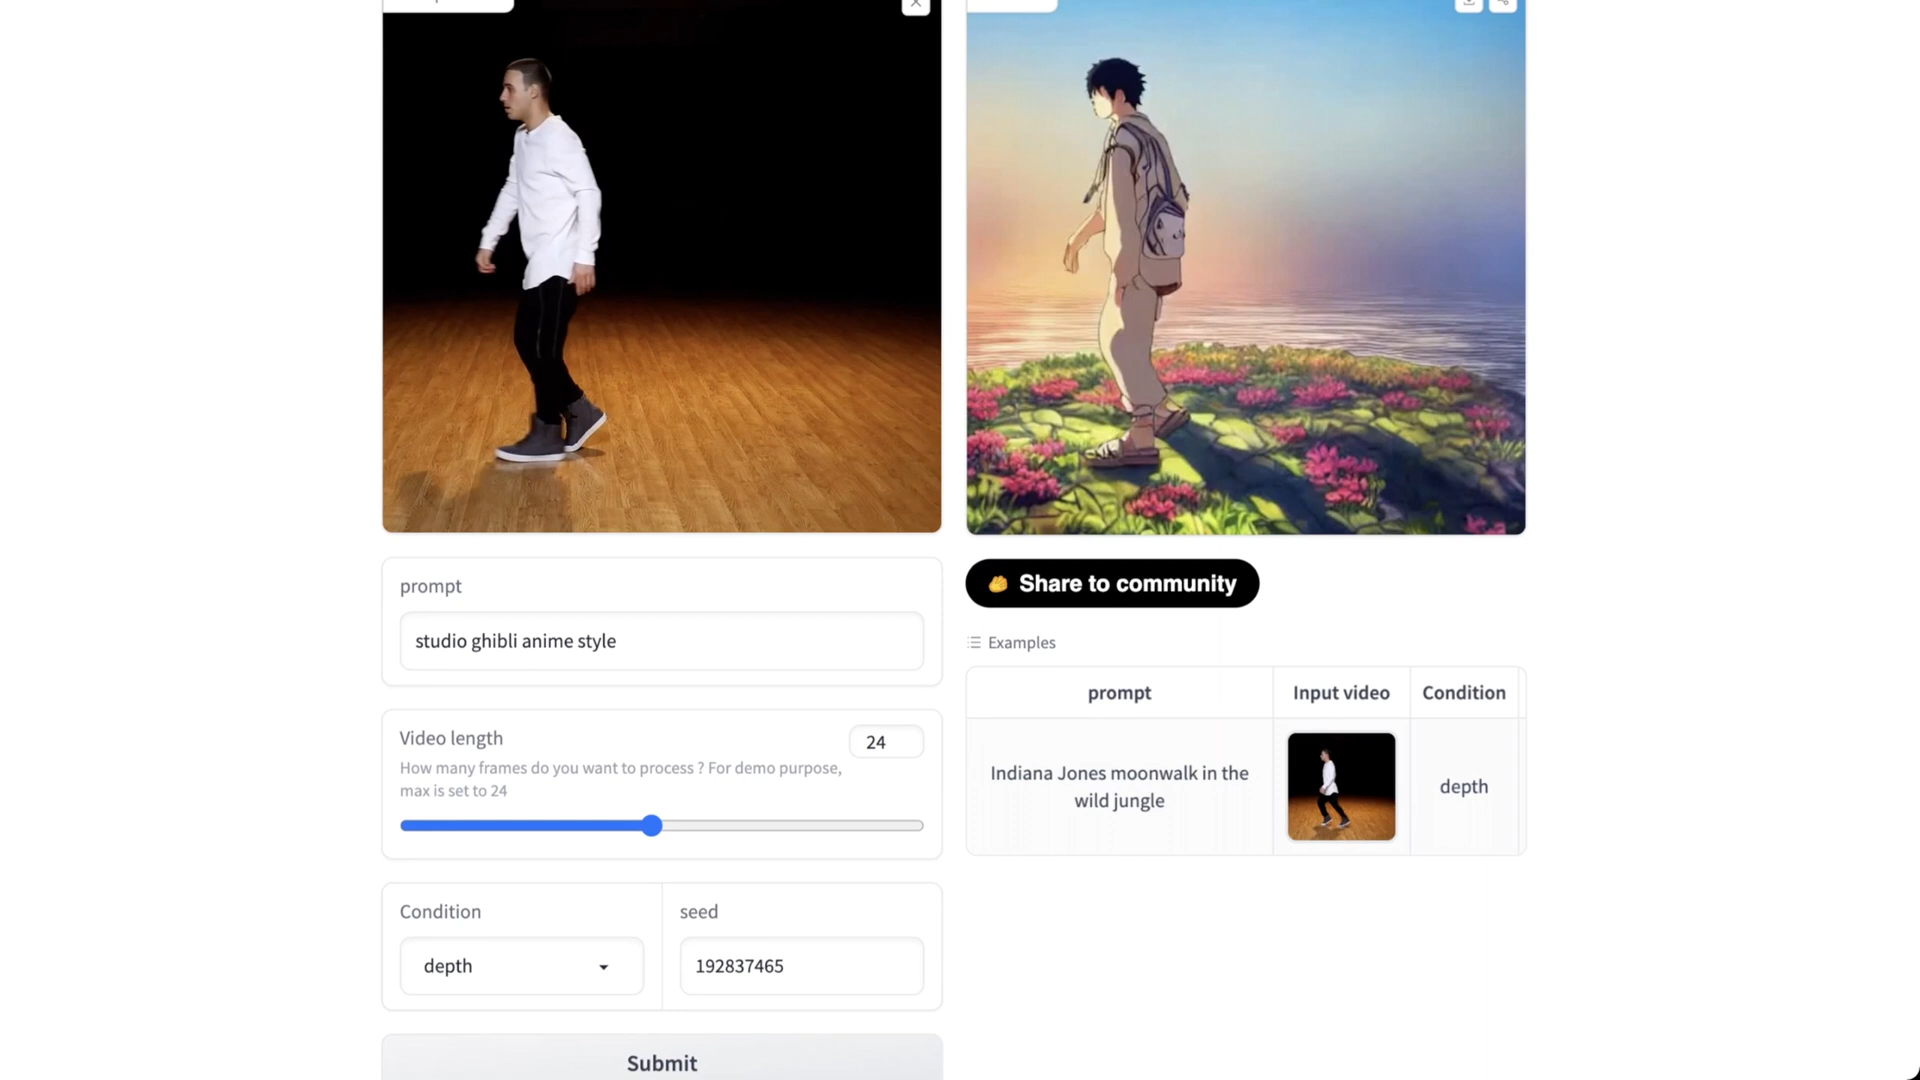 prompt
studio ghibli anime style
Video length
24
How many frames do you want to process ? For demo purpose,
max is set to 24
Condition
seed
depth
192837465
Submit
Share to community
Examples
prompt
Input video
Condition
Indiana Jones moonwalk in the
wild jungle
depth